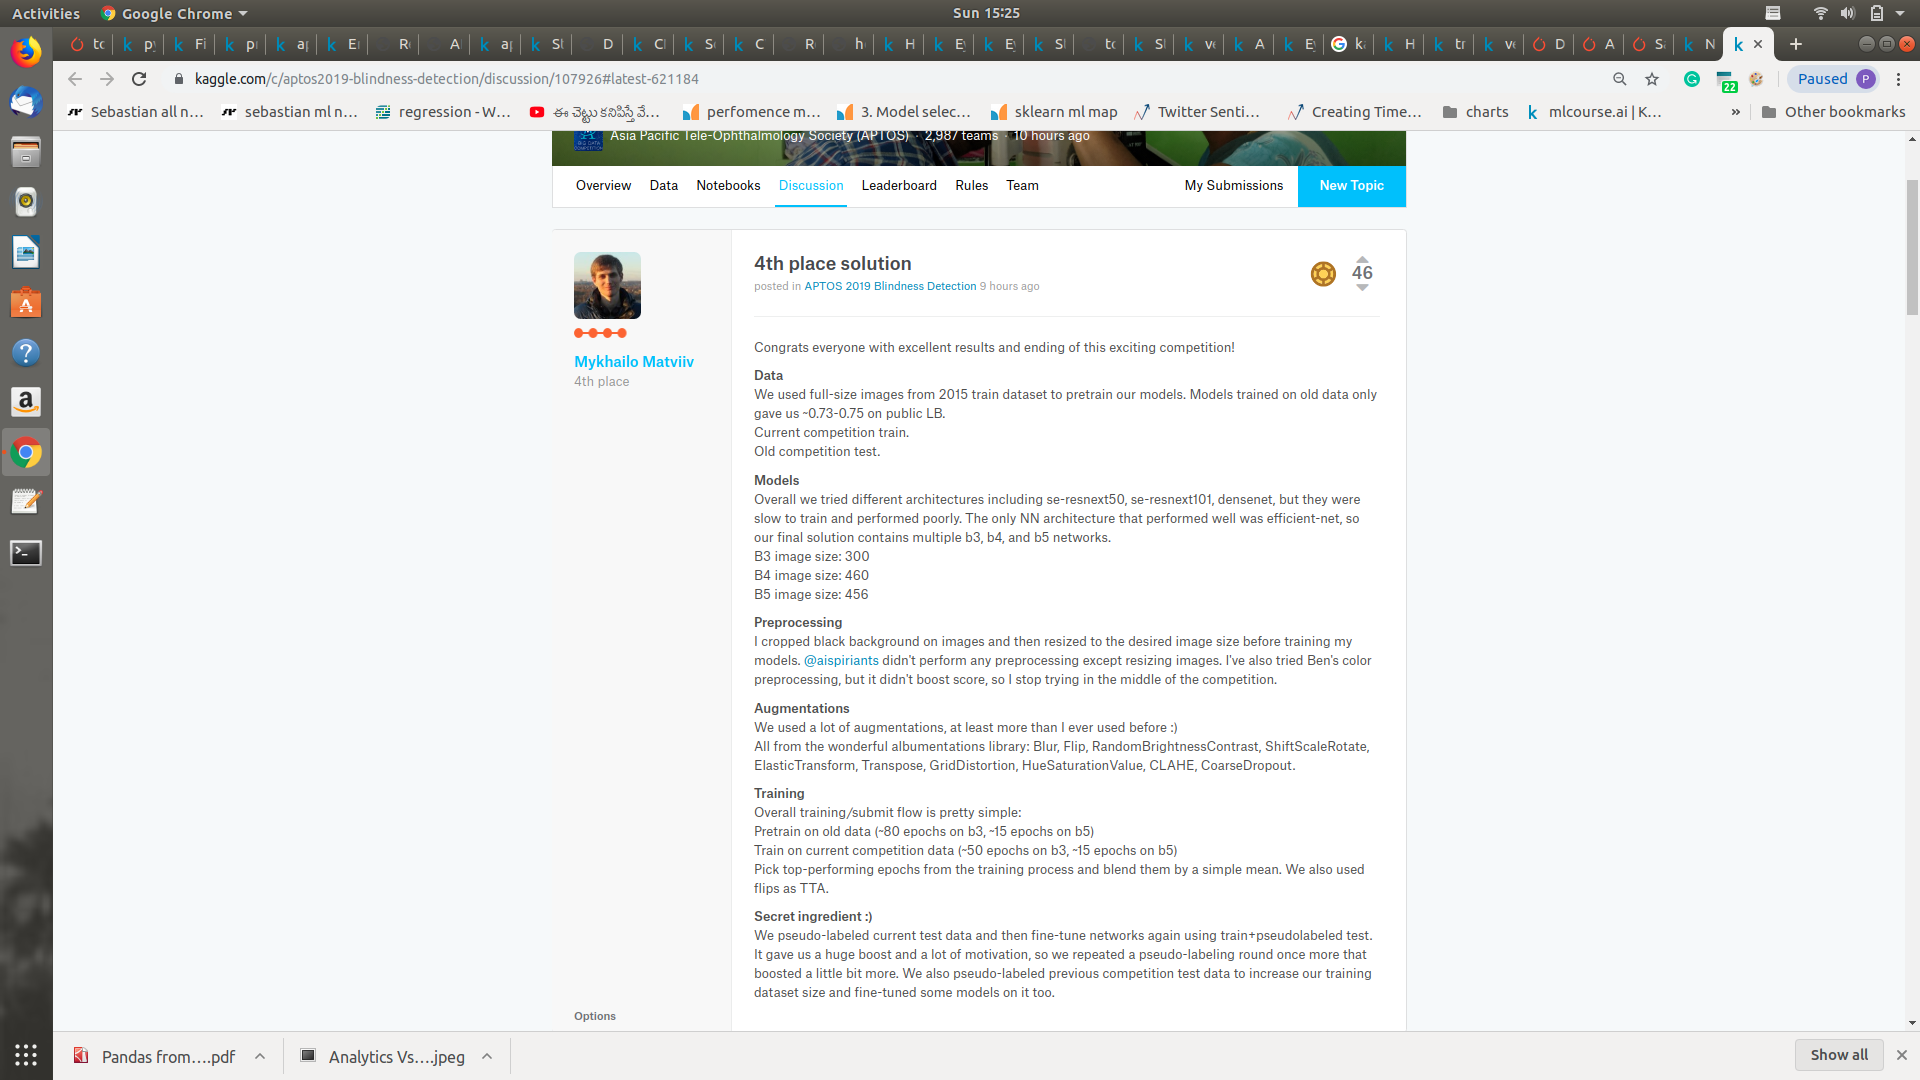 Activities Google Chrome Sun 15:25
kaggle.com/c/aptos2019-blindness-detection/discussion/107926#latest-621184 Paused P
Sebastian all n... sebastian ml n... regression - W... ఈ చెట్టు కనిపిస్తే వే... perfomence m... 3. Model selec... sklearn ml map Twitter Senti... Creating Time... charts mlcourse.ai | K... » Other bookmarks
22
Asia Pacific Tele-Ophthalmology Society (APTOS) · 2,987 teams · 10 hours ago
Overview Data Notebooks Discussion Leaderboard Rules Team My Submissions New Topic
4th place solution
46
posted in APTOS 2019 Blindness Detection 9 hours ago
Mykhailo Matviiv
4th place
Congrats everyone with excellent results and ending of this exciting competition!
Data
We used full-size images from 2015 train dataset to pretrain our models. Models trained on old data only
gave us ~0.73-0.75 on public LB.
Current competition train.
Old competition test.
Models
Overall we tried different architectures including se-resnext50, se-resnext101, densenet, but they were
slow to train and performed poorly. The only NN architecture that performed well was efficient-net, so
our final solution contains multiple b3, b4, and b5 networks.
B3 image size: 300
B4 image size: 460
B5 image size: 456
Preprocessing
I cropped black background on images and then resized to the desired image size before training my
models. @aispiriants didn't perform any preprocessing except resizing images. I've also tried Ben's color
preprocessing, but it didn't boost score, so I stop trying in the middle of the competition.
Augmentations
We used a lot of augmentations, at least more than I ever used before :)
All from the wonderful albumentations library: Blur, Flip, RandomBrightnessContrast, ShiftScaleRotate,
ElasticTransform, Transpose, GridDistortion, HueSaturationValue, CLAHE, CoarseDropout.
Training
Overall training/submit flow is pretty simple:
Pretrain on old data (~80 epochs on b3, ~15 epochs on b5)
Train on current competition data (~50 epochs on b3, ~15 epochs on b5)
Pick top-performing epochs from the training process and blend them by a simple mean. We also used
flips as TTA.
Secret ingredient :)
We pseudo-labeled current test data and then fine-tune networks again using train+pseudolabeled test.
It gave us a huge boost and a lot of motivation, so we repeated a pseudo-labeling round once more that
boosted a little bit more. We also pseudo-labeled previous competition test data to increase our training
dataset size and fine-tuned some models on it too.
Options
Pandas from....pdf Analytics Vs....jpeg Show all